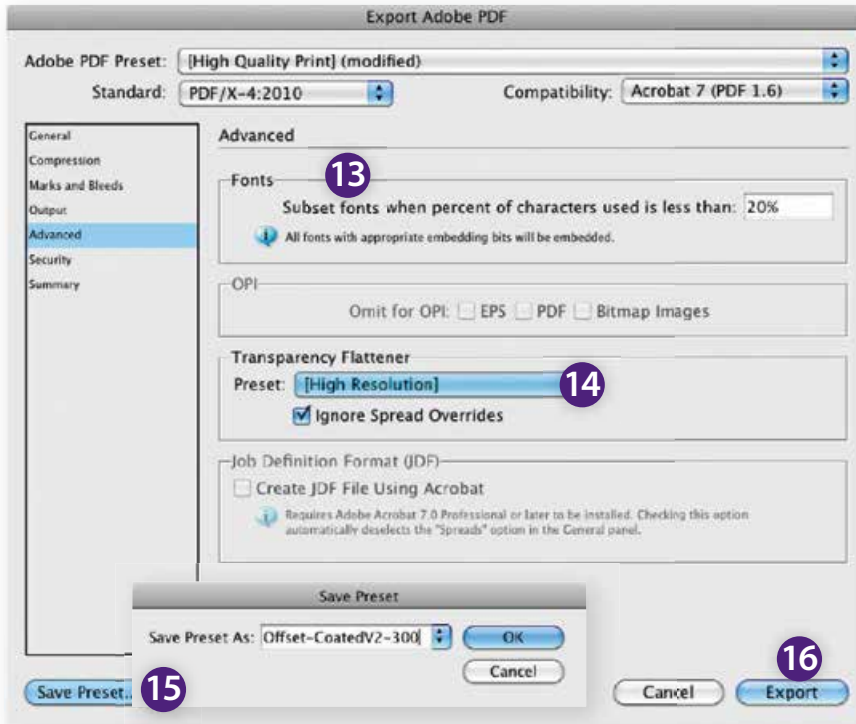 Export Adobe PDF
Adobe PDF Preset: [High Quality Print] (modified)
Standard: PDF/X-4:2010 Compatibility: Acrobat 7 (PDF 1.6)
General
Compression
Marks and Bleeds
Output
Advanced
Security
Summary
Advanced
Fonts 13
Subset fonts when percent of characters used is less than: 20%
All fonts with appropriate embedding bits will be embedded.
OPI
Omit for OPI: EPS PDF Bitmap Images
Transparency Flattener
Preset: [High Resolution] 14
Ignore Spread Overrides
Job Definition Format (JDF)
Create JDF File Using Acrobat
Requires Adobe Acrobat 7.0 Professional or later to be installed. Checking this option
automatically deselects the "Spreads" option in the General panel.
Save Preset
Save Preset As: Offset-CoatedV2-300 OK
Cancel
Save Preset... 15
16
Cancel Export